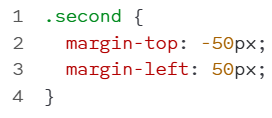 1 .second {
2   margin-top: -50px;
3   margin-left: 50px;
4 }